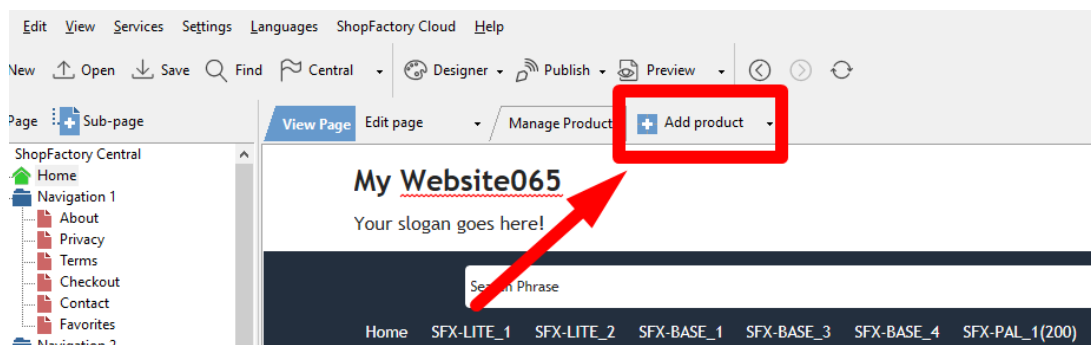 Edit View Services Settings Languages ShopFactory Cloud Help
New Open Save Find Central Designer Publish Preview
Page Sub-page
View Page Edit page Manage Product Add product
ShopFactory Central
Home
Navigation 1
About
Privacy
Terms
Checkout
Contact
Favorites
Navigation 2
My Website065
Your slogan goes here!
Search Phrase
Home SFX-LITE_1 SFX-LITE_2 SFX-BASE_1 SFX-BASE_3 SFX-BASE_4 SFX-PAL_1(200)